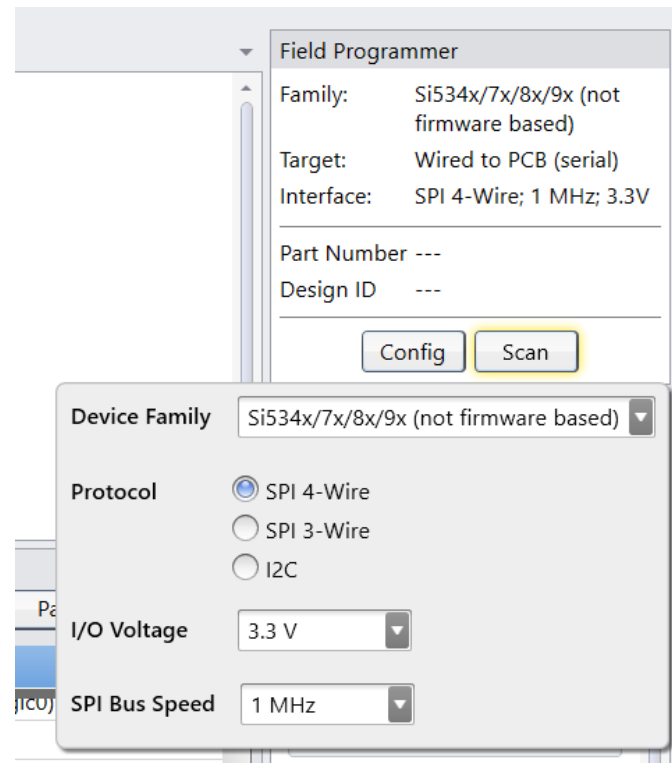 Field Programmer
Family: Si534x/7x/8x/9x (not
firmware based)
Target: Wired to PCB (serial)
Interface: SPI 4-Wire; 1 MHz; 3.3V
Part Number ---
Design ID ---
Config Scan
Device Family Si534x/7x/8x/9x (not firmware based)
Protocol SPI 4-Wire
SPI 3-Wire
I2C
I/O Voltage 3.3 V
SPI Bus Speed 1 MHz